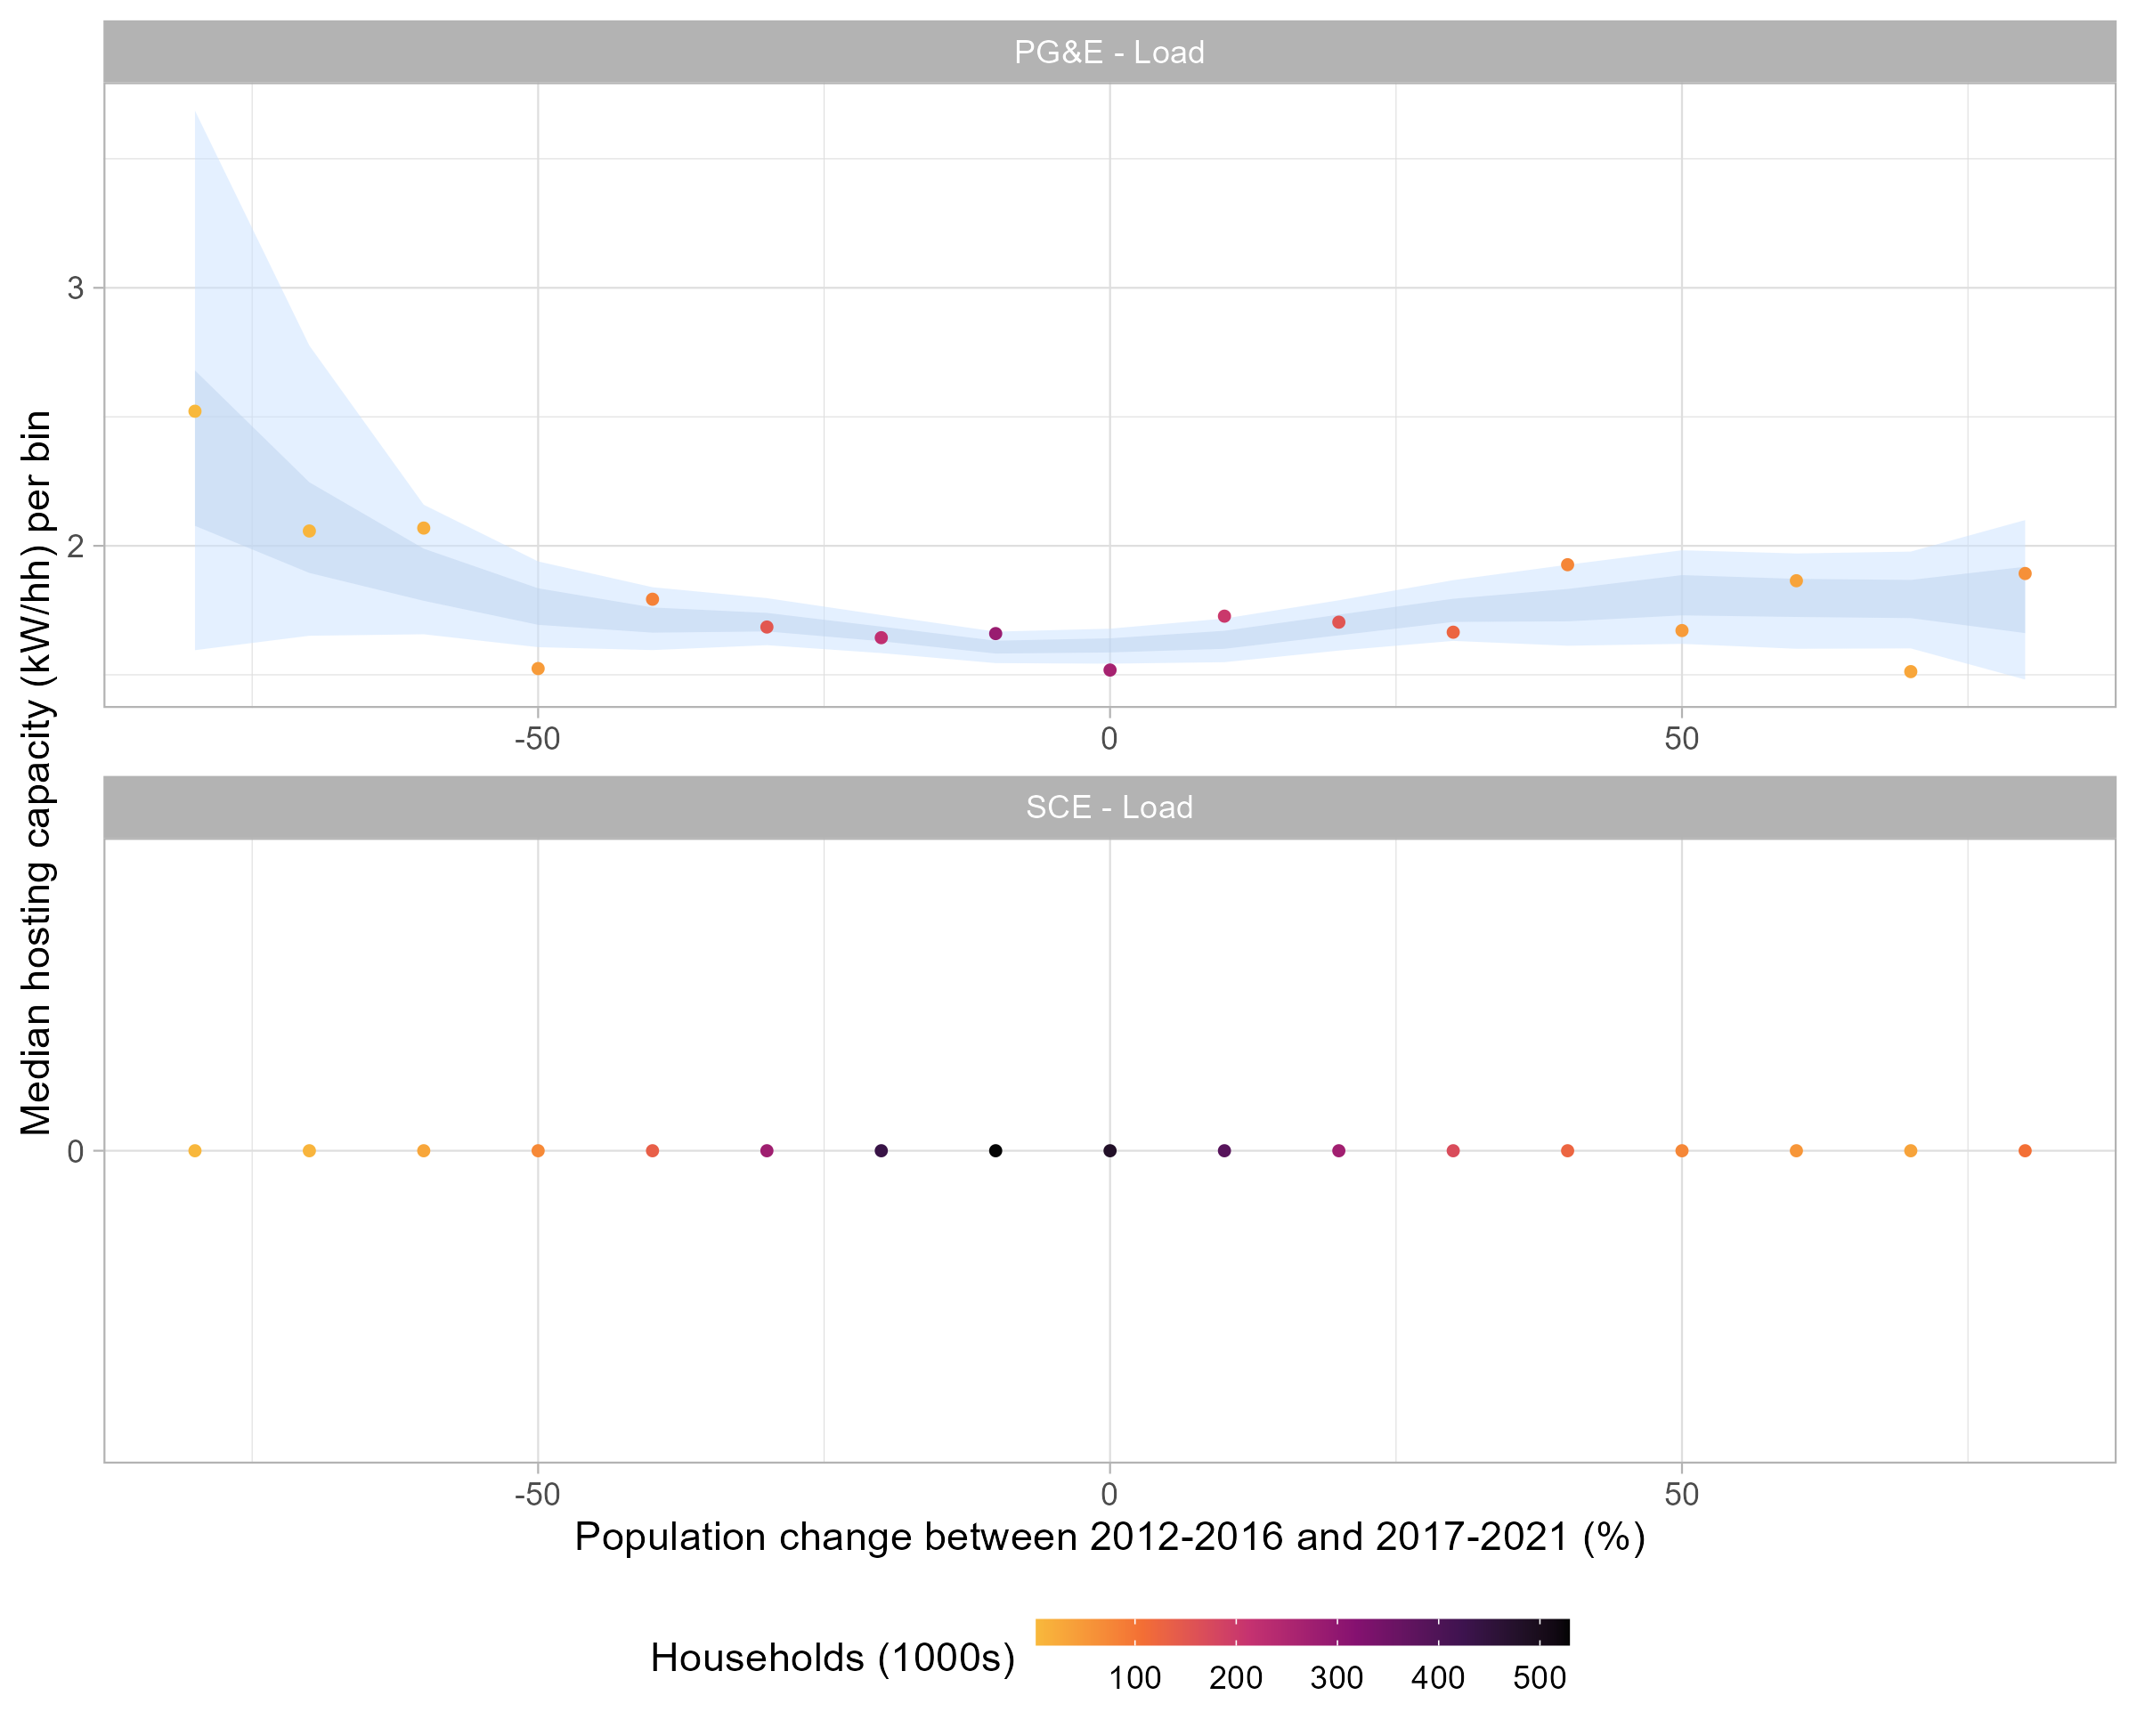 PG&E - Load
3
2
-50 0 50
Median hosting capacity (kW/hh) per bin
SCE - Load
0
-50 0 50
Population change between 2012-2016 and 2017-2021 (%)
Households (1000s)
100 200 300 400 500